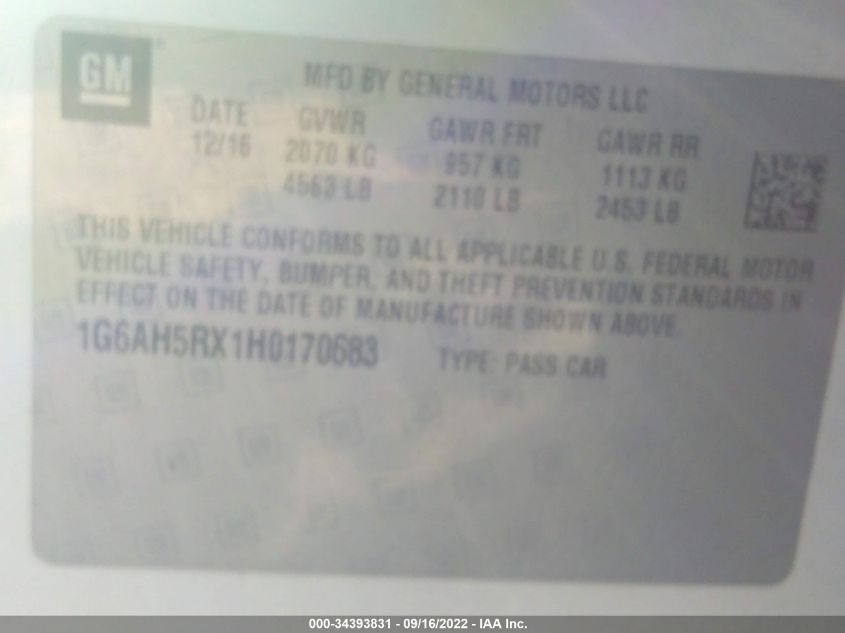 GM
MFD BY GENERAL MOTORS LLC
DATE GVWR GAWR FRT GAWR RR
12/16 2070 KG 957 KG 1113 KG
4563 LB 2110 LB 2453 LB
THIS VEHICLE CONFORMS TO ALL APPLICABLE U.S. FEDERAL MOTOR
VEHICLE SAFETY, BUMPER, AND THEFT PREVENTION STANDARDS IN
EFFECT ON THE DATE OF MANUFACTURE SHOWN ABOVE.
1G6AH5RX1H0170683 TYPE: PASS CAR
000-34393831 - 09/16/2022 - IAA Inc.